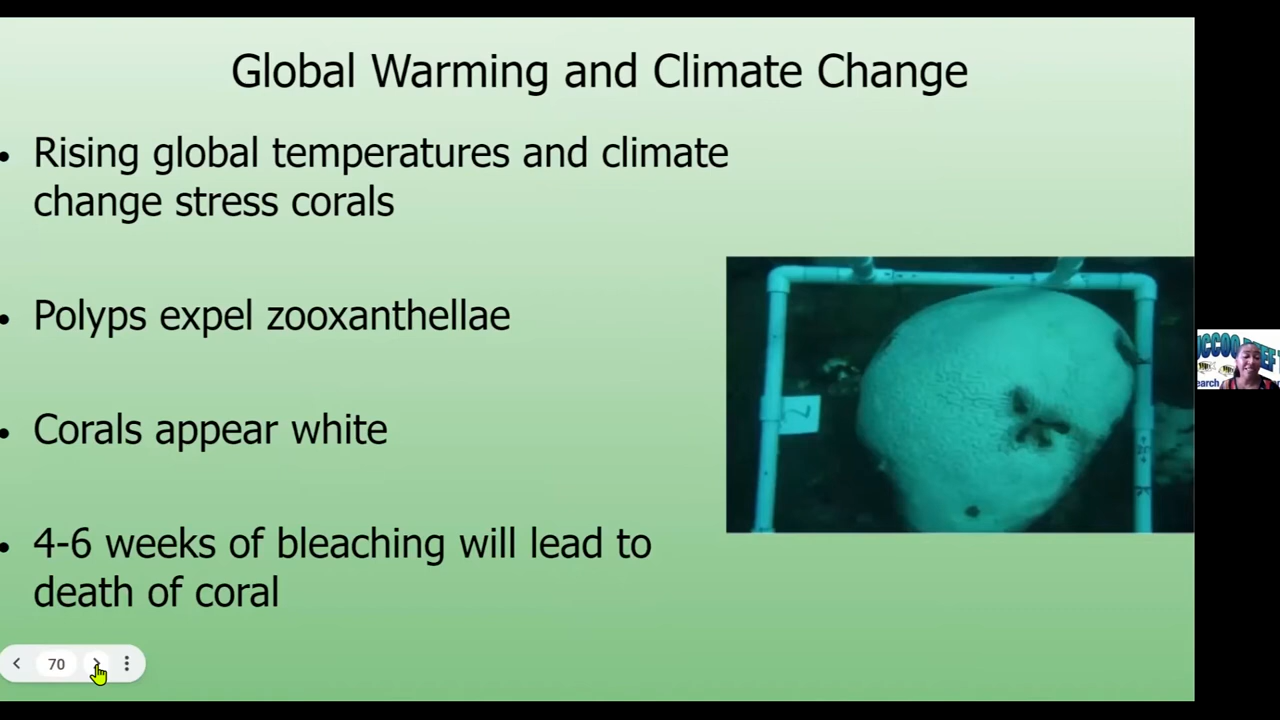 Global Warming and Climate Change
• Rising global temperatures and climate
change stress corals
• Polyps expel zooxanthellae
• Corals appear white
• 4-6 weeks of bleaching will lead to
death of coral
70